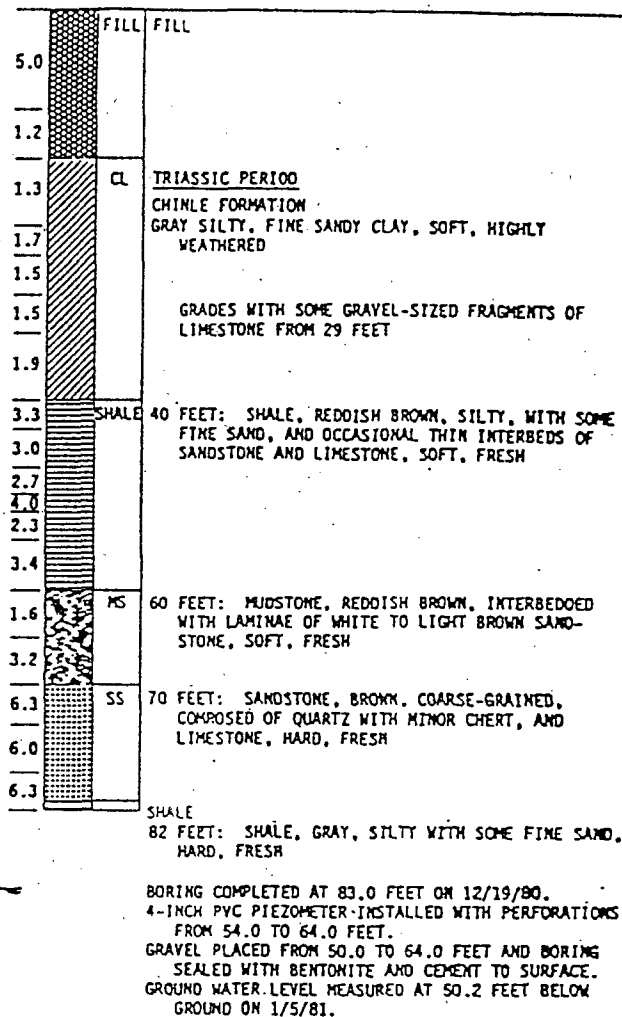 FILL FILL
5.0
1.2
CL TRIASSIC PERIOD
1.3
CHINLE FORMATION
GRAY SILTY, FINE SANDY CLAY, SOFT, HIGHLY
1.7
WEATHERED
1.5
1.5
GRADES WITH SOME GRAVEL-SIZED FRAGMENTS OF
LIMESTONE FROM 29 FEET
1.9
3.3 SHALE 40 FEET: SHALE, REDDISH BROWN, SILTY, WITH SOME
FINE SAND, AND OCCASIONAL THIN INTERBEDS OF
3.0
SANDSTONE AND LIMESTONE, SOFT, FRESH
2.7
4.0
2.3
3.4
MS 60 FEET: MUDSTONE, REDDISH BROWN, INTERBEDDED
1.6
WITH LAMINAE OF WHITE TO LIGHT BROWN SAND-
STONE, SOFT, FRESH
3.2
6.3 SS 70 FEET: SANDSTONE, BROWN, COARSE-GRAINED,
COMPOSED OF QUARTZ WITH MINOR CHERT, AND
6.0
LIMESTONE, HARD, FRESH
6.3
SHALE
82 FEET: SHALE, GRAY, SILTY WITH SOME FINE SAND,
HARD, FRESH
BORING COMPLETED AT 83.0 FEET ON 12/19/80.
4-INCH PVC PIEZOMETER INSTALLED WITH PERFORATIONS
FROM 54.0 TO 64.0 FEET.
GRAVEL PLACED FROM 50.0 TO 64.0 FEET AND BORING
SEALED WITH BENTONITE AND CEMENT TO SURFACE.
GROUND WATER LEVEL MEASURED AT 50.2 FEET BELOW
GROUND ON 1/5/81.